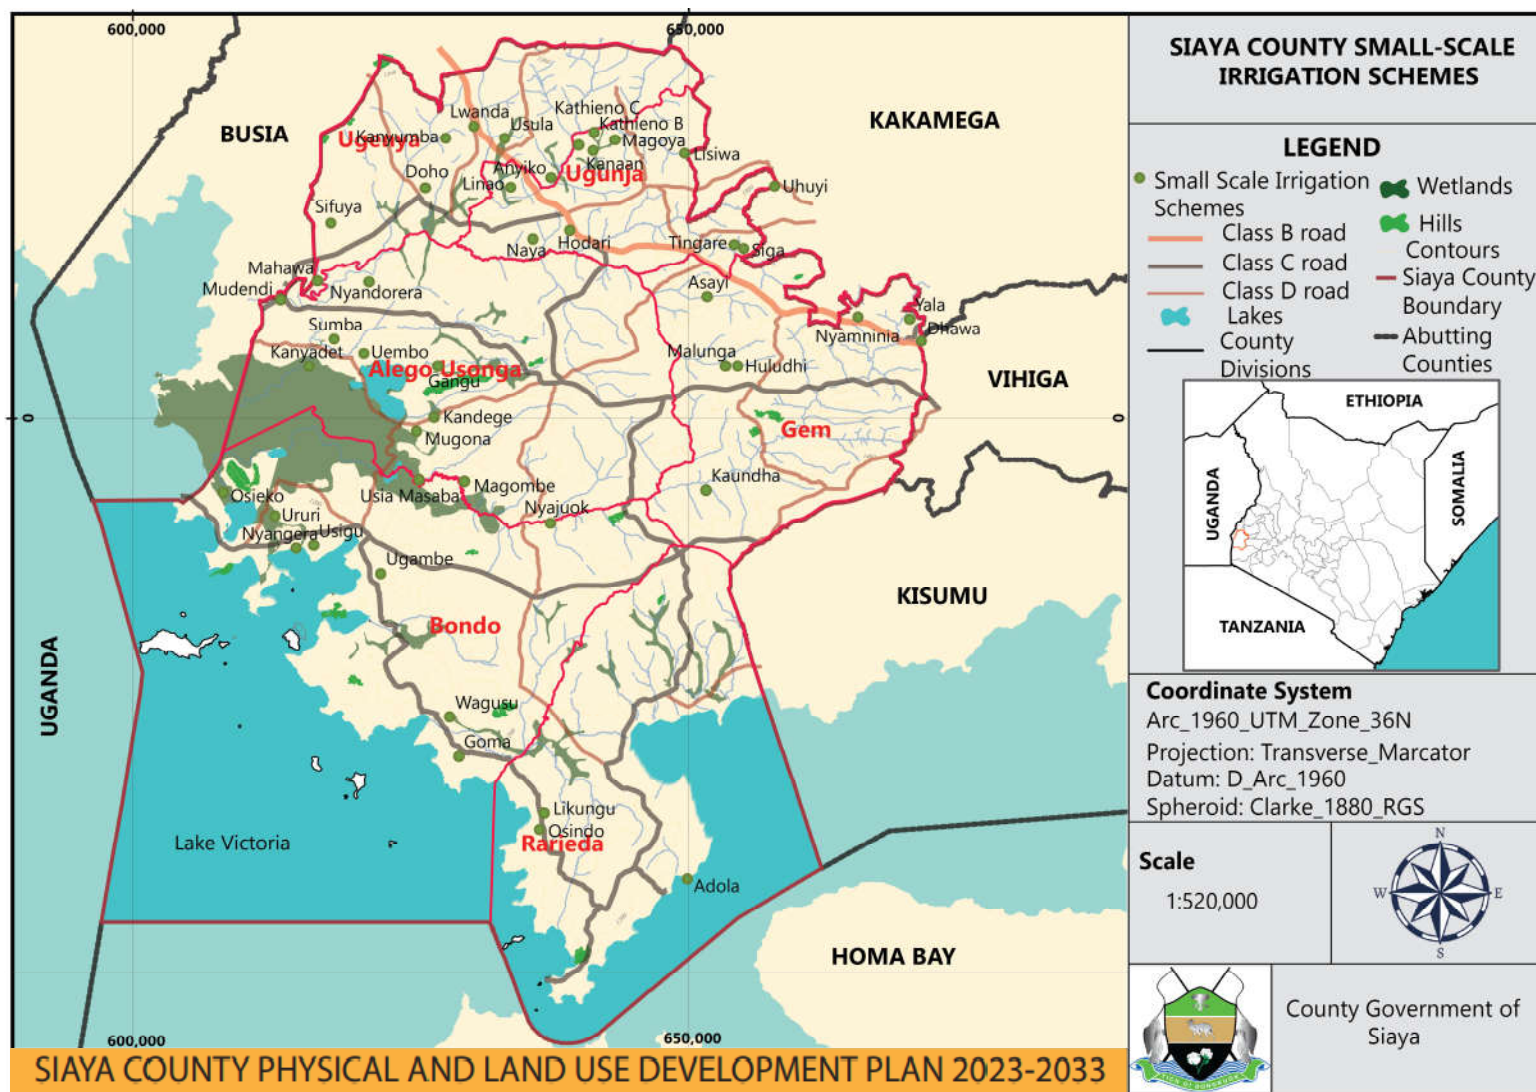 600,000
650,000
BUSIA
KAKAMEGA
Kathieno C
Lwanda
Usula
Kathieno B
Ugenya
Kanyumba
Magoya
Lisiwa
Kanaan
Anyiko
Ugunja
Doho
Linao
Uhuyi
Sifuya
Naya
Hodari
Tingare
Siga
Mahawa
Mudendi
Nyandorera
Asayi
Yala
Sumba
Nyamninia
Dhawa
Kanyadet
Uembo
Malunga
Huludhi
Alego Usonga
Gangu
VIHIGA
0
0
Kandege
Mugona
Gem
Kaundha
Osieko
Usia Masaba
Magombe
Ururi
Nyajuok
Nyangera
Usigu
Ugambe
KISUMU
Bondo
UGANDA
Wagusu
Goma
Likungu
Osindo
Rarieda
Lake Victoria
Adola
HOMA BAY
600,000
650,000
SIAYA COUNTY PHYSICAL AND LAND USE DEVELOPMENT PLAN 2023-2033
SIAYA COUNTY SMALL-SCALE
IRRIGATION SCHEMES
LEGEND
Small Scale Irrigation
Schemes
Class B road
Class C road
Class D road
Lakes
County
Divisions
Wetlands
Hills
Contours
Siaya County
Boundary
Abutting
Counties
ETHIOPIA
UGANDA
SOMALIA
TANZANIA
Coordinate System
Arc_1960_UTM_Zone_36N
Projection: Transverse_Marcator
Datum: D_Arc_1960
Spheroid: Clarke_1880_RGS
Scale
1:520,000
N
W
E
S
County Government of
Siaya